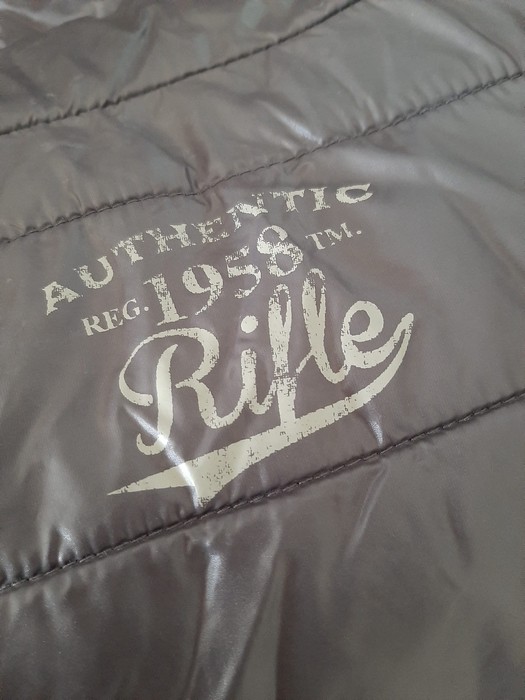 AUTHENTIC
REG. 1958 TM.
Rifle